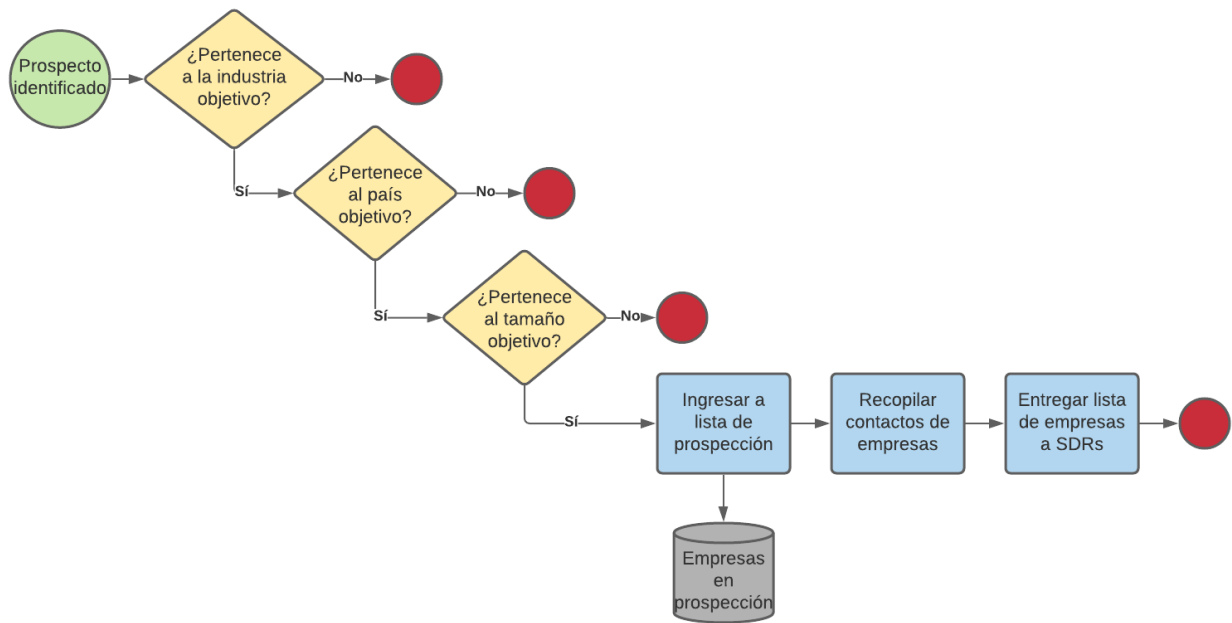 Prospecto
identificado
¿Pertenece
a la industria
objetivo?
No
Sí
¿Pertenece
al país
objetivo?
No
Sí
¿Pertenece
al tamaño
objetivo?
No
Sí
Ingresar a
lista de
prospección
Recopilar
contactos de
empresas
Entregar lista
de empresas
a SDRs
Empresas
en
prospección